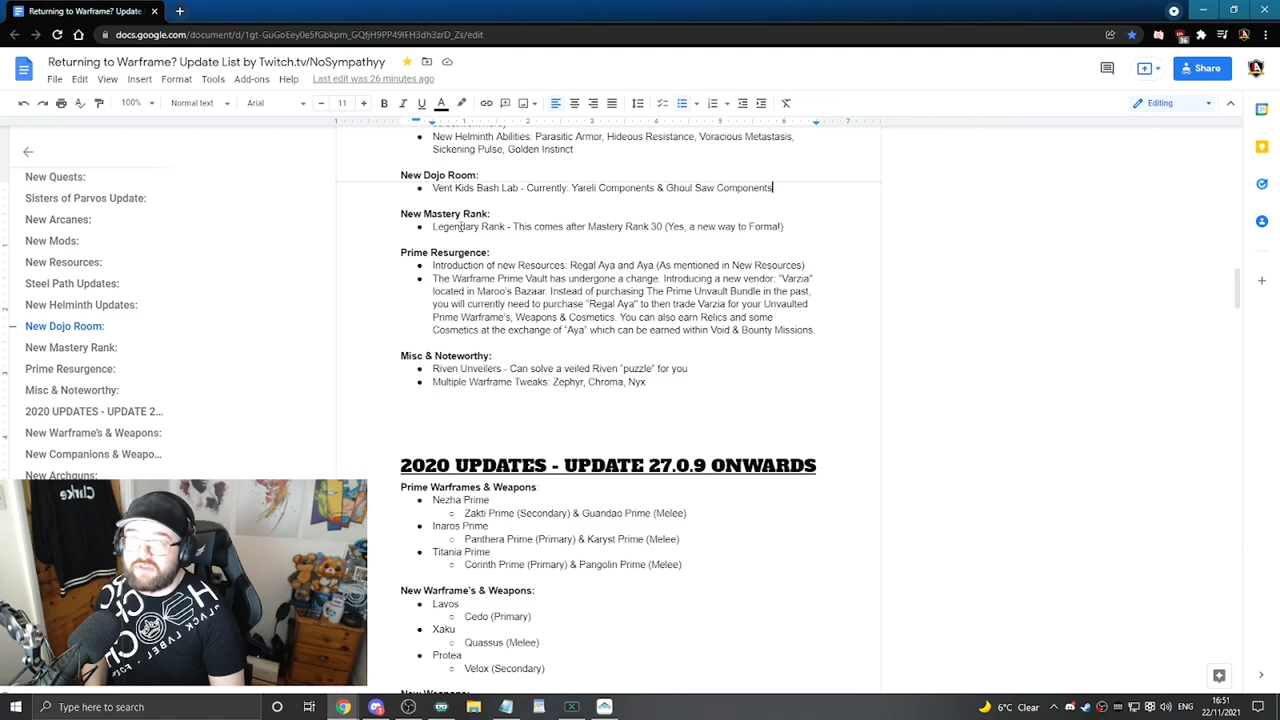 Returning to Warframe? Update Li
docs.google.com/document/d/1gt-GuGoEey0eSfGbkpm_GQfjH9PP49IFH3dh3zrD_Zs/edit
Returning to Warframe? Update List by Twitch.tv/NoSympathyy
File Edit View Insert Format Tools Add-ons Help Last edit was 26 minutes ago
Share
100% Normal text Arial 11 Editing
New Helminth Abilities: Parasitic Armor, Hideous Resistance, Voracious Metastasis,
Sickening Pulse, Golden Instinct
New Dojo Room:
Vent Kids Bash Lab - Currently: Yareli Components & Ghoul Saw Components
New Mastery Rank:
Legendary Rank - This comes after Mastery Rank 30 (Yes, a new way to Forma!)
Prime Resurgence:
Introduction of new Resources: Regal Aya and Aya (As mentioned in New Resources)
The Warframe Prime Vault has undergone a change. Introducing a new vendor: "Varzia"
located in Maroo's Bazaar. Instead of purchasing The Prime Unvault Bundle in the past,
you will currently need to purchase "Regal Aya" to then trade Varzia for your Unvaulted
Prime Warframe's, Weapons & Cosmetics. You can also earn Relics and some
Cosmetics at the exchange of "Aya" which can be earned within Void & Bounty Missions.
Misc & Noteworthy:
Riven Unveilers - Can solve a veiled Riven "puzzle" for you
Multiple Warframe Tweaks: Zephyr, Chroma, Nyx
2020 UPDATES - UPDATE 27.0.9 ONWARDS
Prime Warframes & Weapons:
Nezha Prime
Zakti Prime (Secondary) & Guandao Prime (Melee)
Inaros Prime
Panthera Prime (Primary) & Karyst Prime (Melee)
Titania Prime
Corinth Prime (Primary) & Pangolin Prime (Melee)
New Warframe's & Weapons:
Lavos
Cedo (Primary)
Xaku
Quassus (Melee)
Protea
Velox (Secondary)
New Quests:
Sisters of Parvos Update:
New Arcanes:
New Mods:
New Resources:
Steel Path Updates:
New Helminth Updates:
New Dojo Room:
New Mastery Rank:
Prime Resurgence:
Misc & Noteworthy:
2020 UPDATES - UPDATE 2...
New Warframe's & Weapons:
New Companions & Weapo...
New Archguns:
Clarke
BLACK LABEL
Type here to search
6°C Clear
ENG
16:51
22/11/2021